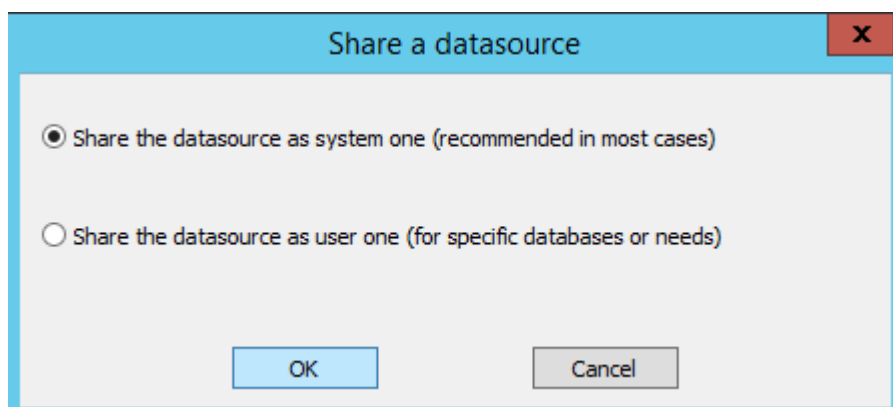 Share a datasource
x
Share the datasource as system one (recommended in most cases)
Share the datasource as user one (for specific databases or needs)
OK
Cancel